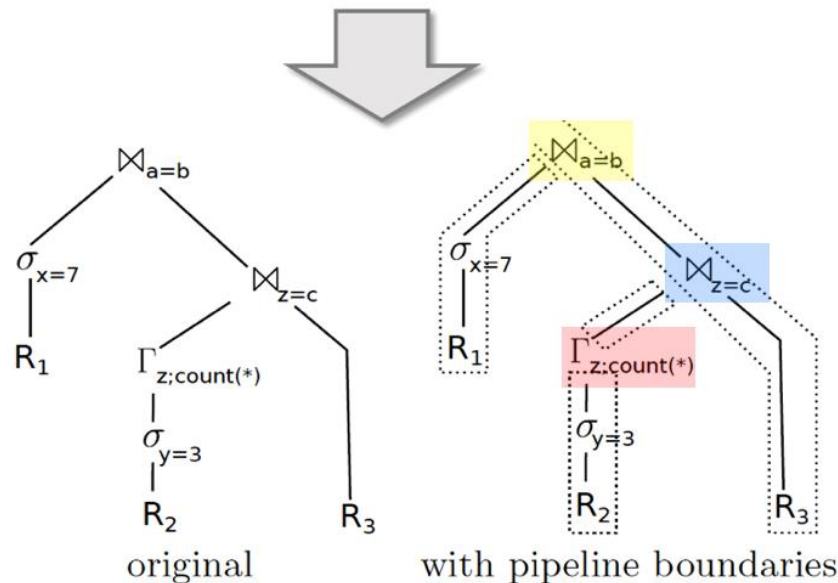 ⋈a=b
σx=7
⋈z=c
R1
Γz;count(*)
σy=3
R2
R3
original
⋈a=b
σx=7
⋈z=c
R1
Γz;count(*)
σy=3
R2
R3
with pipeline boundaries